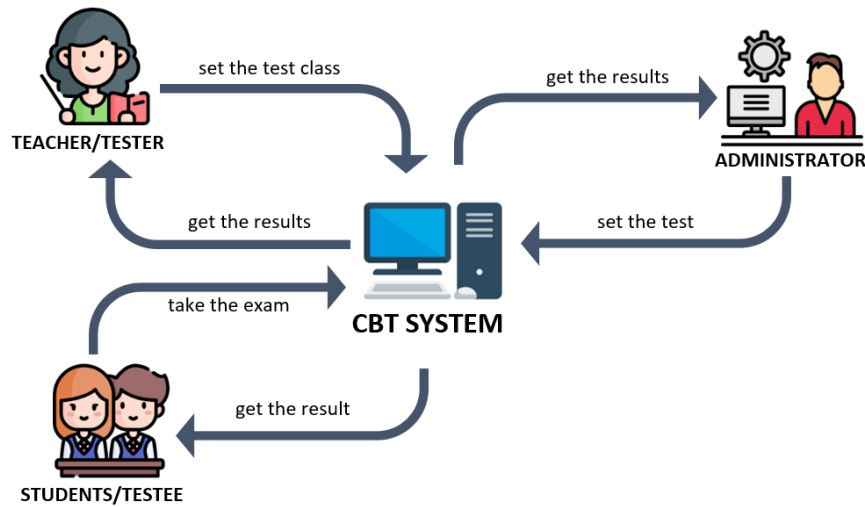 set the test class
get the results
TEACHER/TESTER
ADMINISTRATOR
get the results
set the test
take the exam
CBT SYSTEM
get the result
STUDENTS/TESTEE